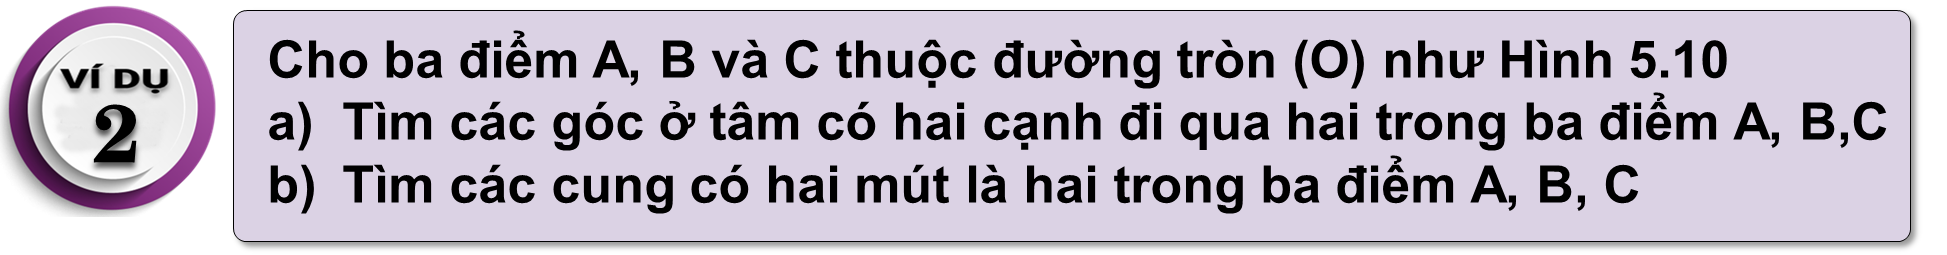 VÍ DỤ
2
Cho ba điểm A, B và C thuộc đường tròn (O) như Hình 5.10
a) Tìm các góc ở tâm có hai cạnh đi qua hai trong ba điểm A, B,C
b) Tìm các cung có hai mút là hai trong ba điểm A, B, C